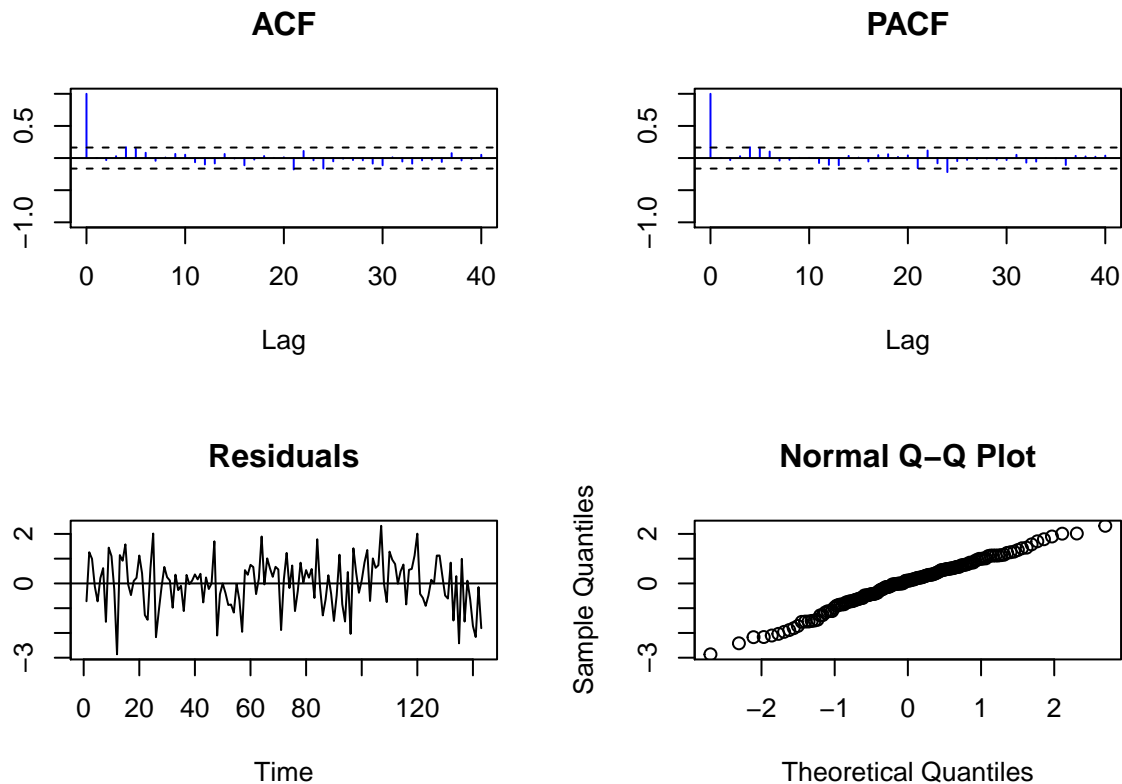 ACF
0.5
−1.0
0 10 20 30 40
Lag
PACF
0.5
−1.0
0 10 20 30 40
Lag
Residuals
2
0
−3
0 20 40 60 80 120
Time
Normal Q−Q Plot
Sample Quantiles
2
0
−3
−2 −1 0 1 2
Theoretical Quantiles